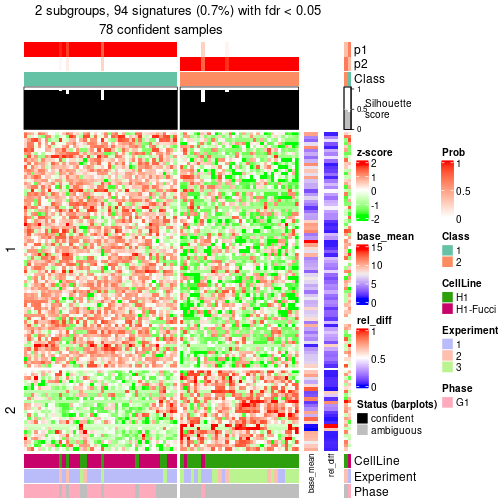 2 subgroups, 94 signatures (0.7%) with fdr < 0.05
78 confident samples
p1
p2
Class
1
0.5
0
Silhouette
score
1
2
z-score
2
1
0
-1
-2
Prob
1
0.5
0
base_mean
15
10
5
0
Class
1
2
CellLine
H1
H1-Fucci
rel_diff
1
0.5
0
Experiment
1
2
3
Phase
G1
Status (barplots)
confident
ambiguous
CellLine
Experiment
Phase
base_mean
rel_diff